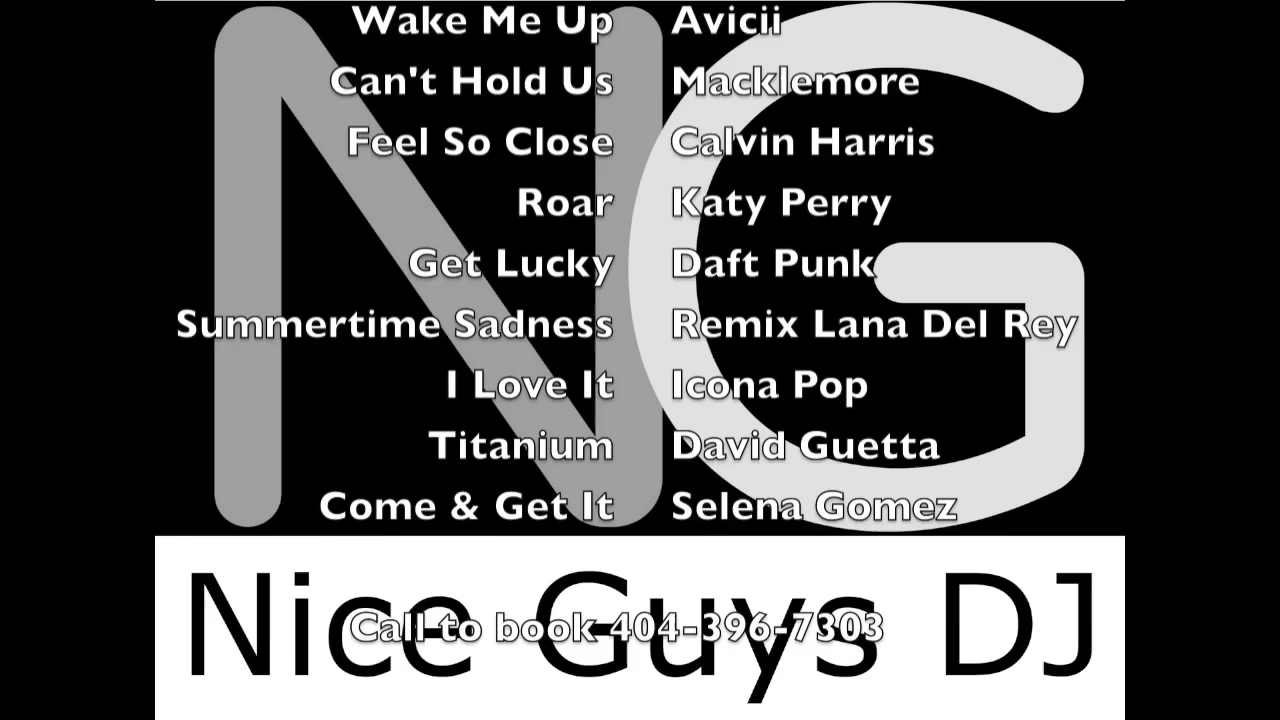 NG
Wake Me Up Avicii
Can't Hold Us Macklemore
Feel So Close Calvin Harris
Roar Katy Perry
Get Lucky Daft Punk
Summertime Sadness Remix Lana Del Rey
I Love It Icona Pop
Titanium David Guetta
Come & Get It Selena Gomez
Nice Guys DJ
Call to book 404-396-7303